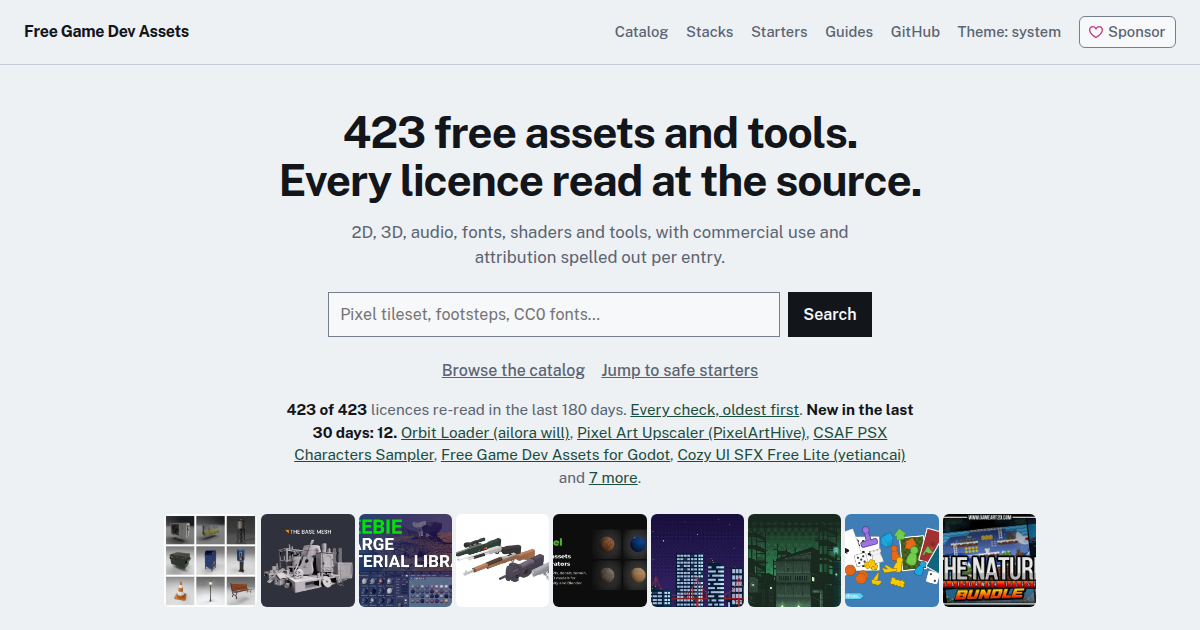 Free Game Dev Assets
Catalog Stacks Starters Guides GitHub Theme: system Sponsor
423 free assets and tools.
Every licence read at the source.
2D, 3D, audio, fonts, shaders and tools, with commercial use and
attribution spelled out per entry.
Pixel tileset, footsteps, CC0 fonts...
Search
Browse the catalog Jump to safe starters
423 of 423 licences re-read in the last 180 days. Every check, oldest first. New in the last
30 days: 12. Orbit Loader (ailora will), Pixel Art Upscaler (PixelArtHive), CSAF PSX
Characters Sampler, Free Game Dev Assets for Godot, Cozy UI SFX Free Lite (yetiancai)
and 7 more.
THE BASE MESH
EEBIE
ARGE
TERIAL LIBRA
WWW.GAMEART2D.COM
HE NATUR
BUNDLE